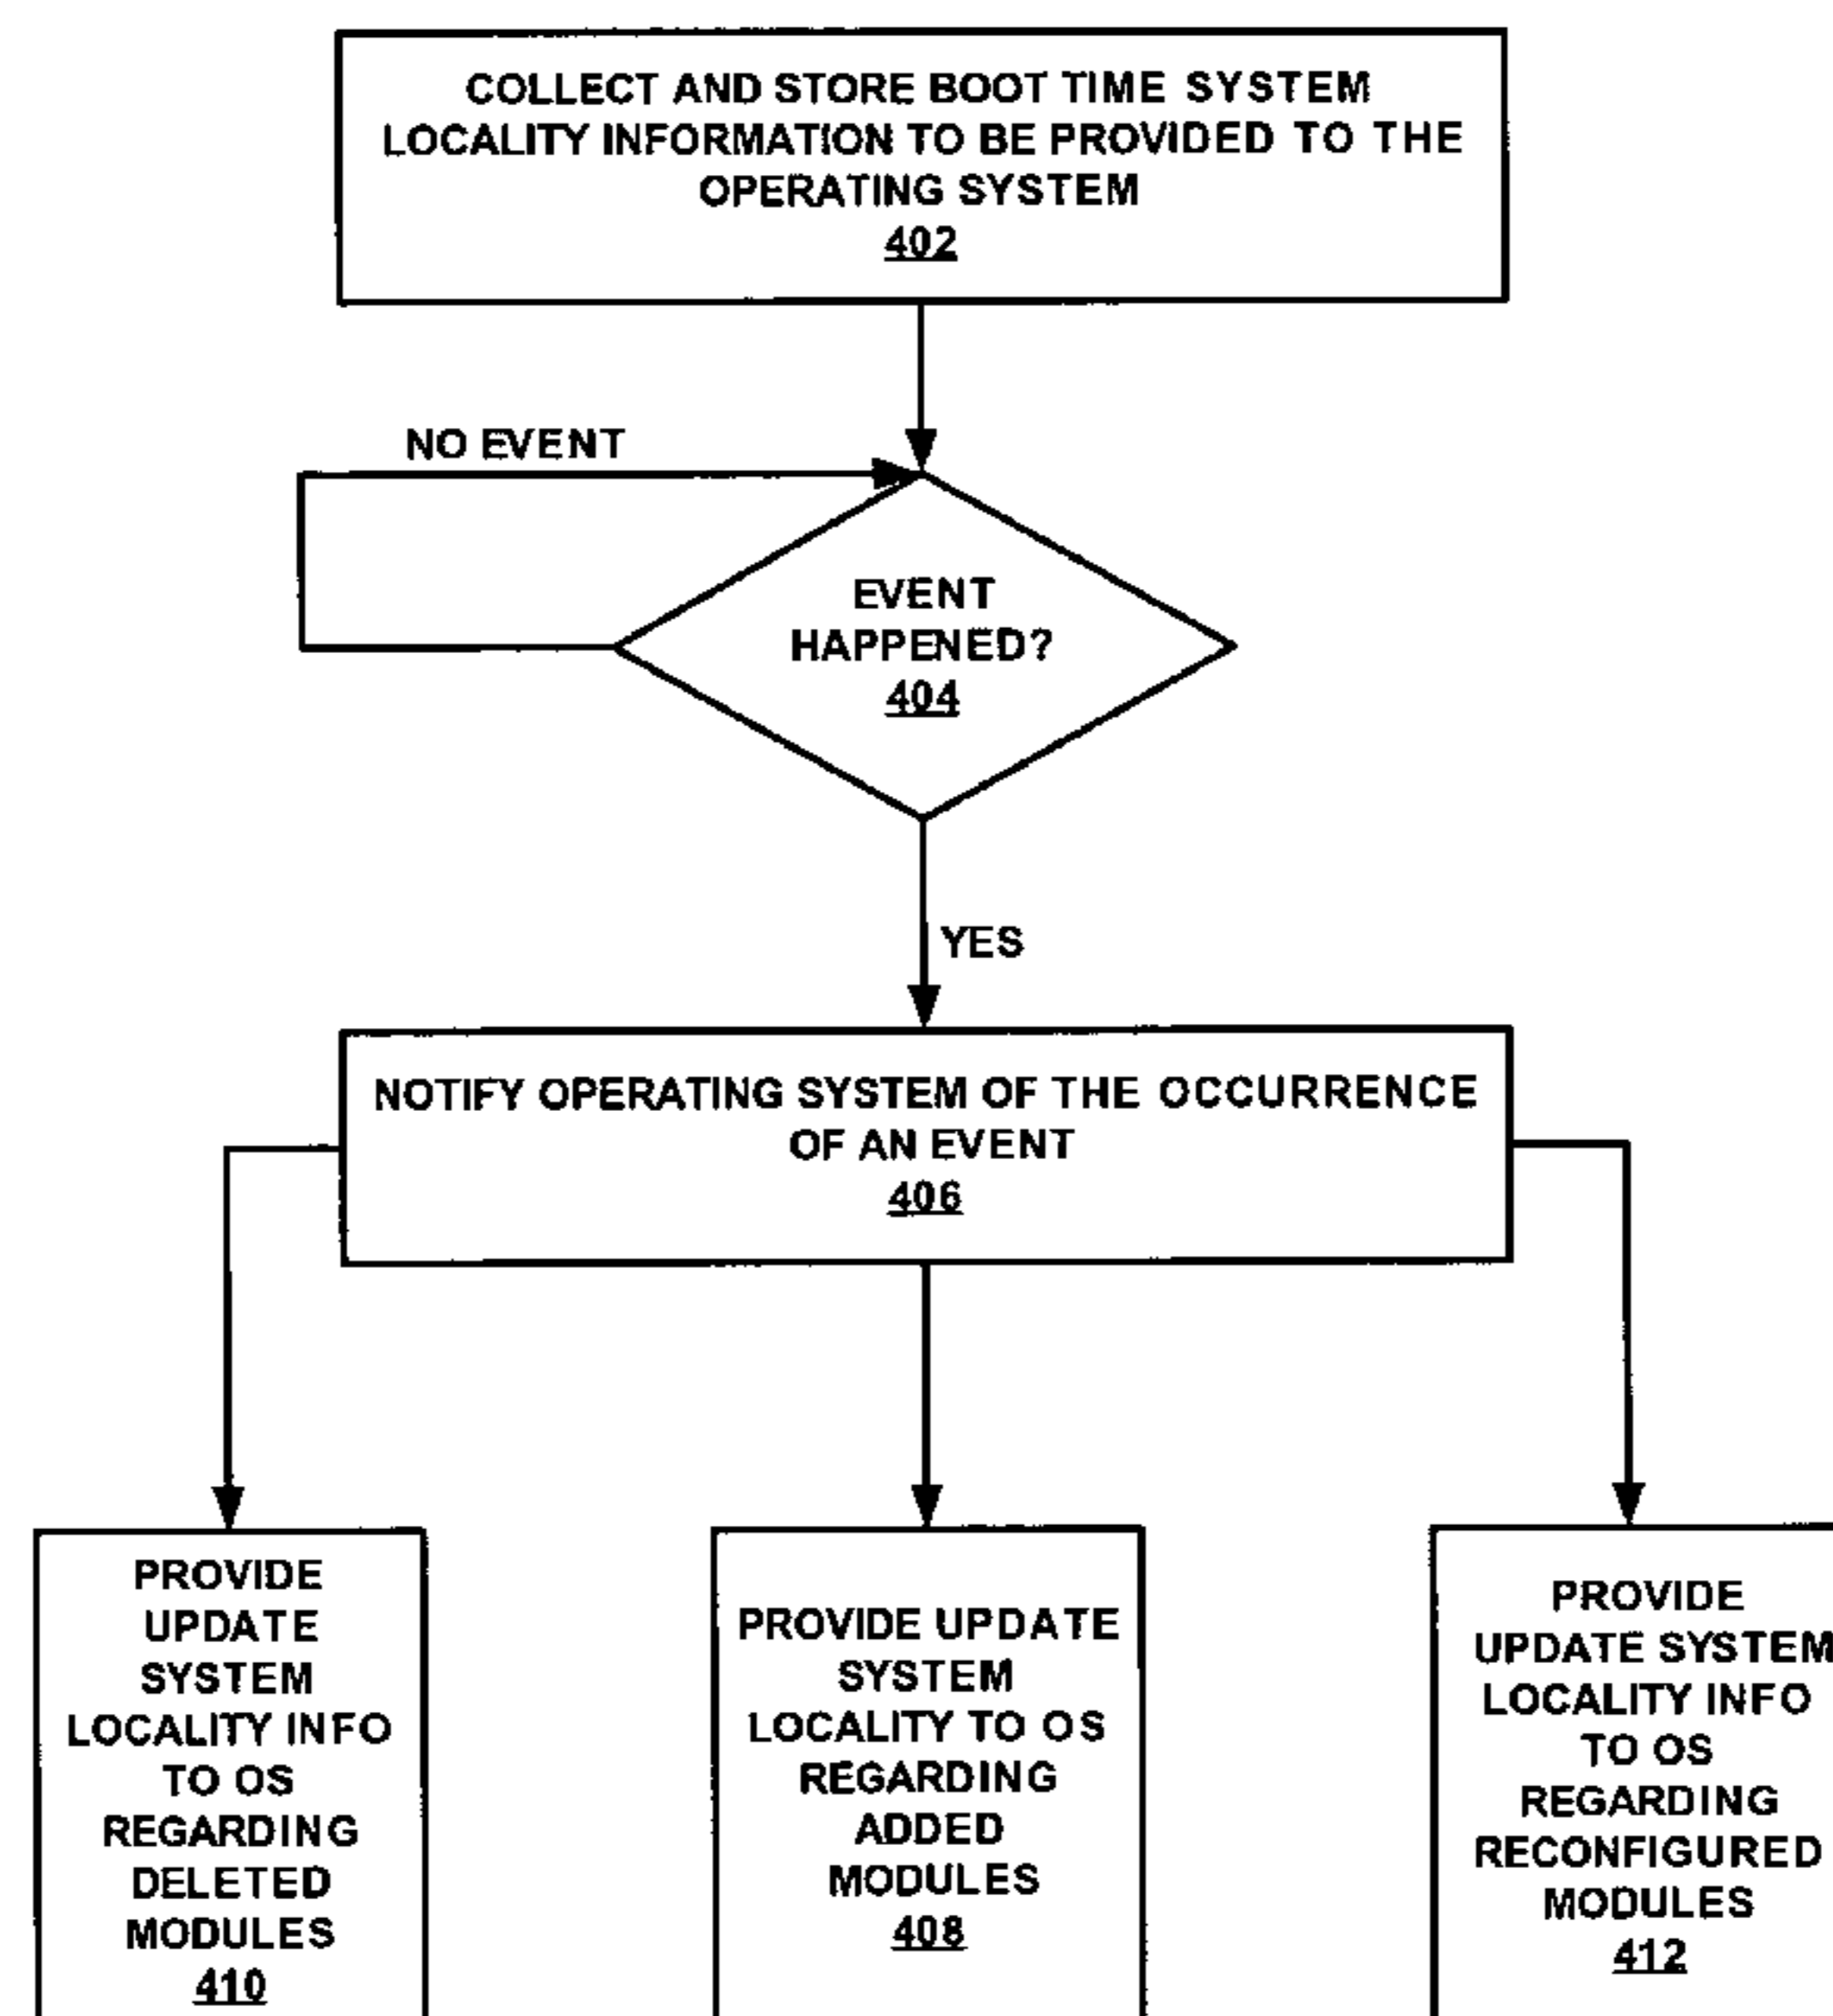 COLLECT AND STORE BOOT TIME SYSTEM
LOCALITY INFORMATION TO BE PROVIDED TO THE
OPERATING SYSTEM
402
NO EVENT
EVENT
HAPPENED?
404
YES
NOTIFY OPERATING SYSTEM OF THE OCCURRENCE
OF AN EVENT
406
PROVIDE
UPDATE
SYSTEM
LOCALITY INFO
TO OS
REGARDING
DELETED
MODULES
410
PROVIDE UPDATE
SYSTEM
LOCALITY TO OS
REGARDING
ADDED
MODULES
408
PROVIDE
UPDATE SYSTEM
LOCALITY INFO
TO OS
REGARDING
RECONFIGURED
MODULES
412